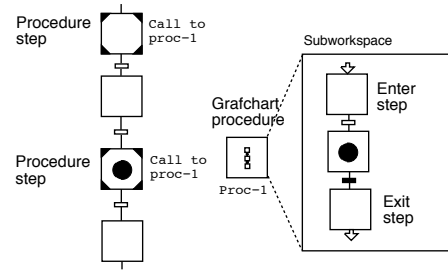 Procedure
step
Call to
proc-1
Subworkspace
Grafchart
procedure
Enter
step
Procedure
step
Call to
proc-1
Proc-1
Exit
step